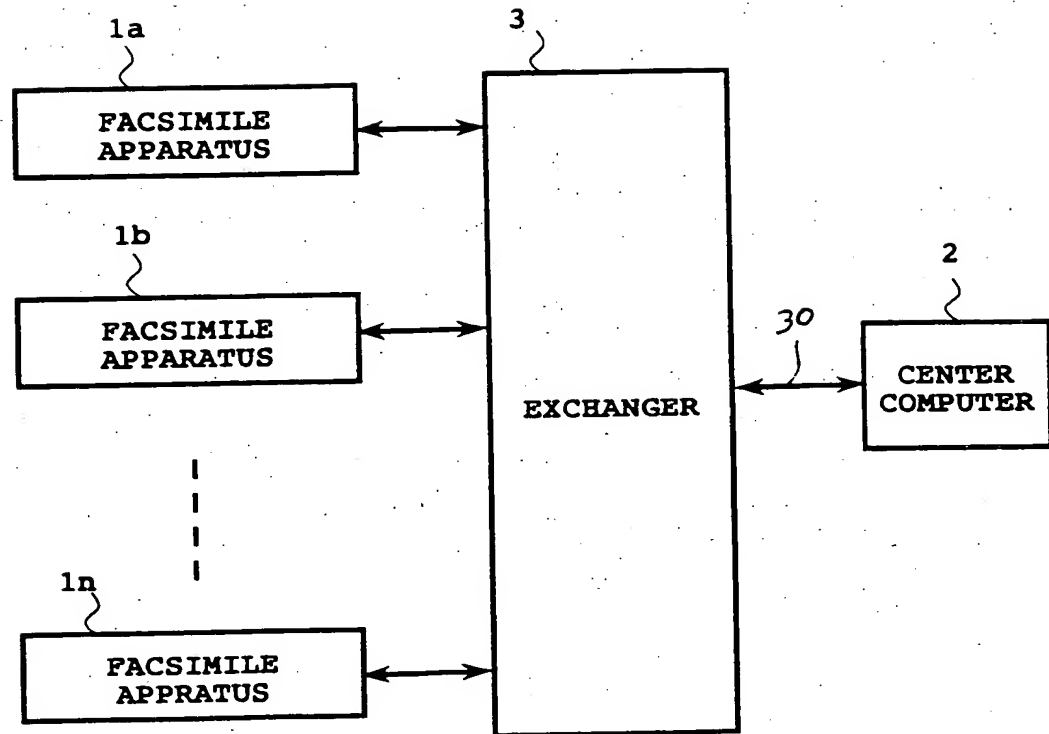 1a
FACSIMILE
APPARATUS
1b
FACSIMILE
APPARATUS
1n
FACSIMILE
APPRATUS
3
EXCHANGER
30
2
CENTER
COMPUTER